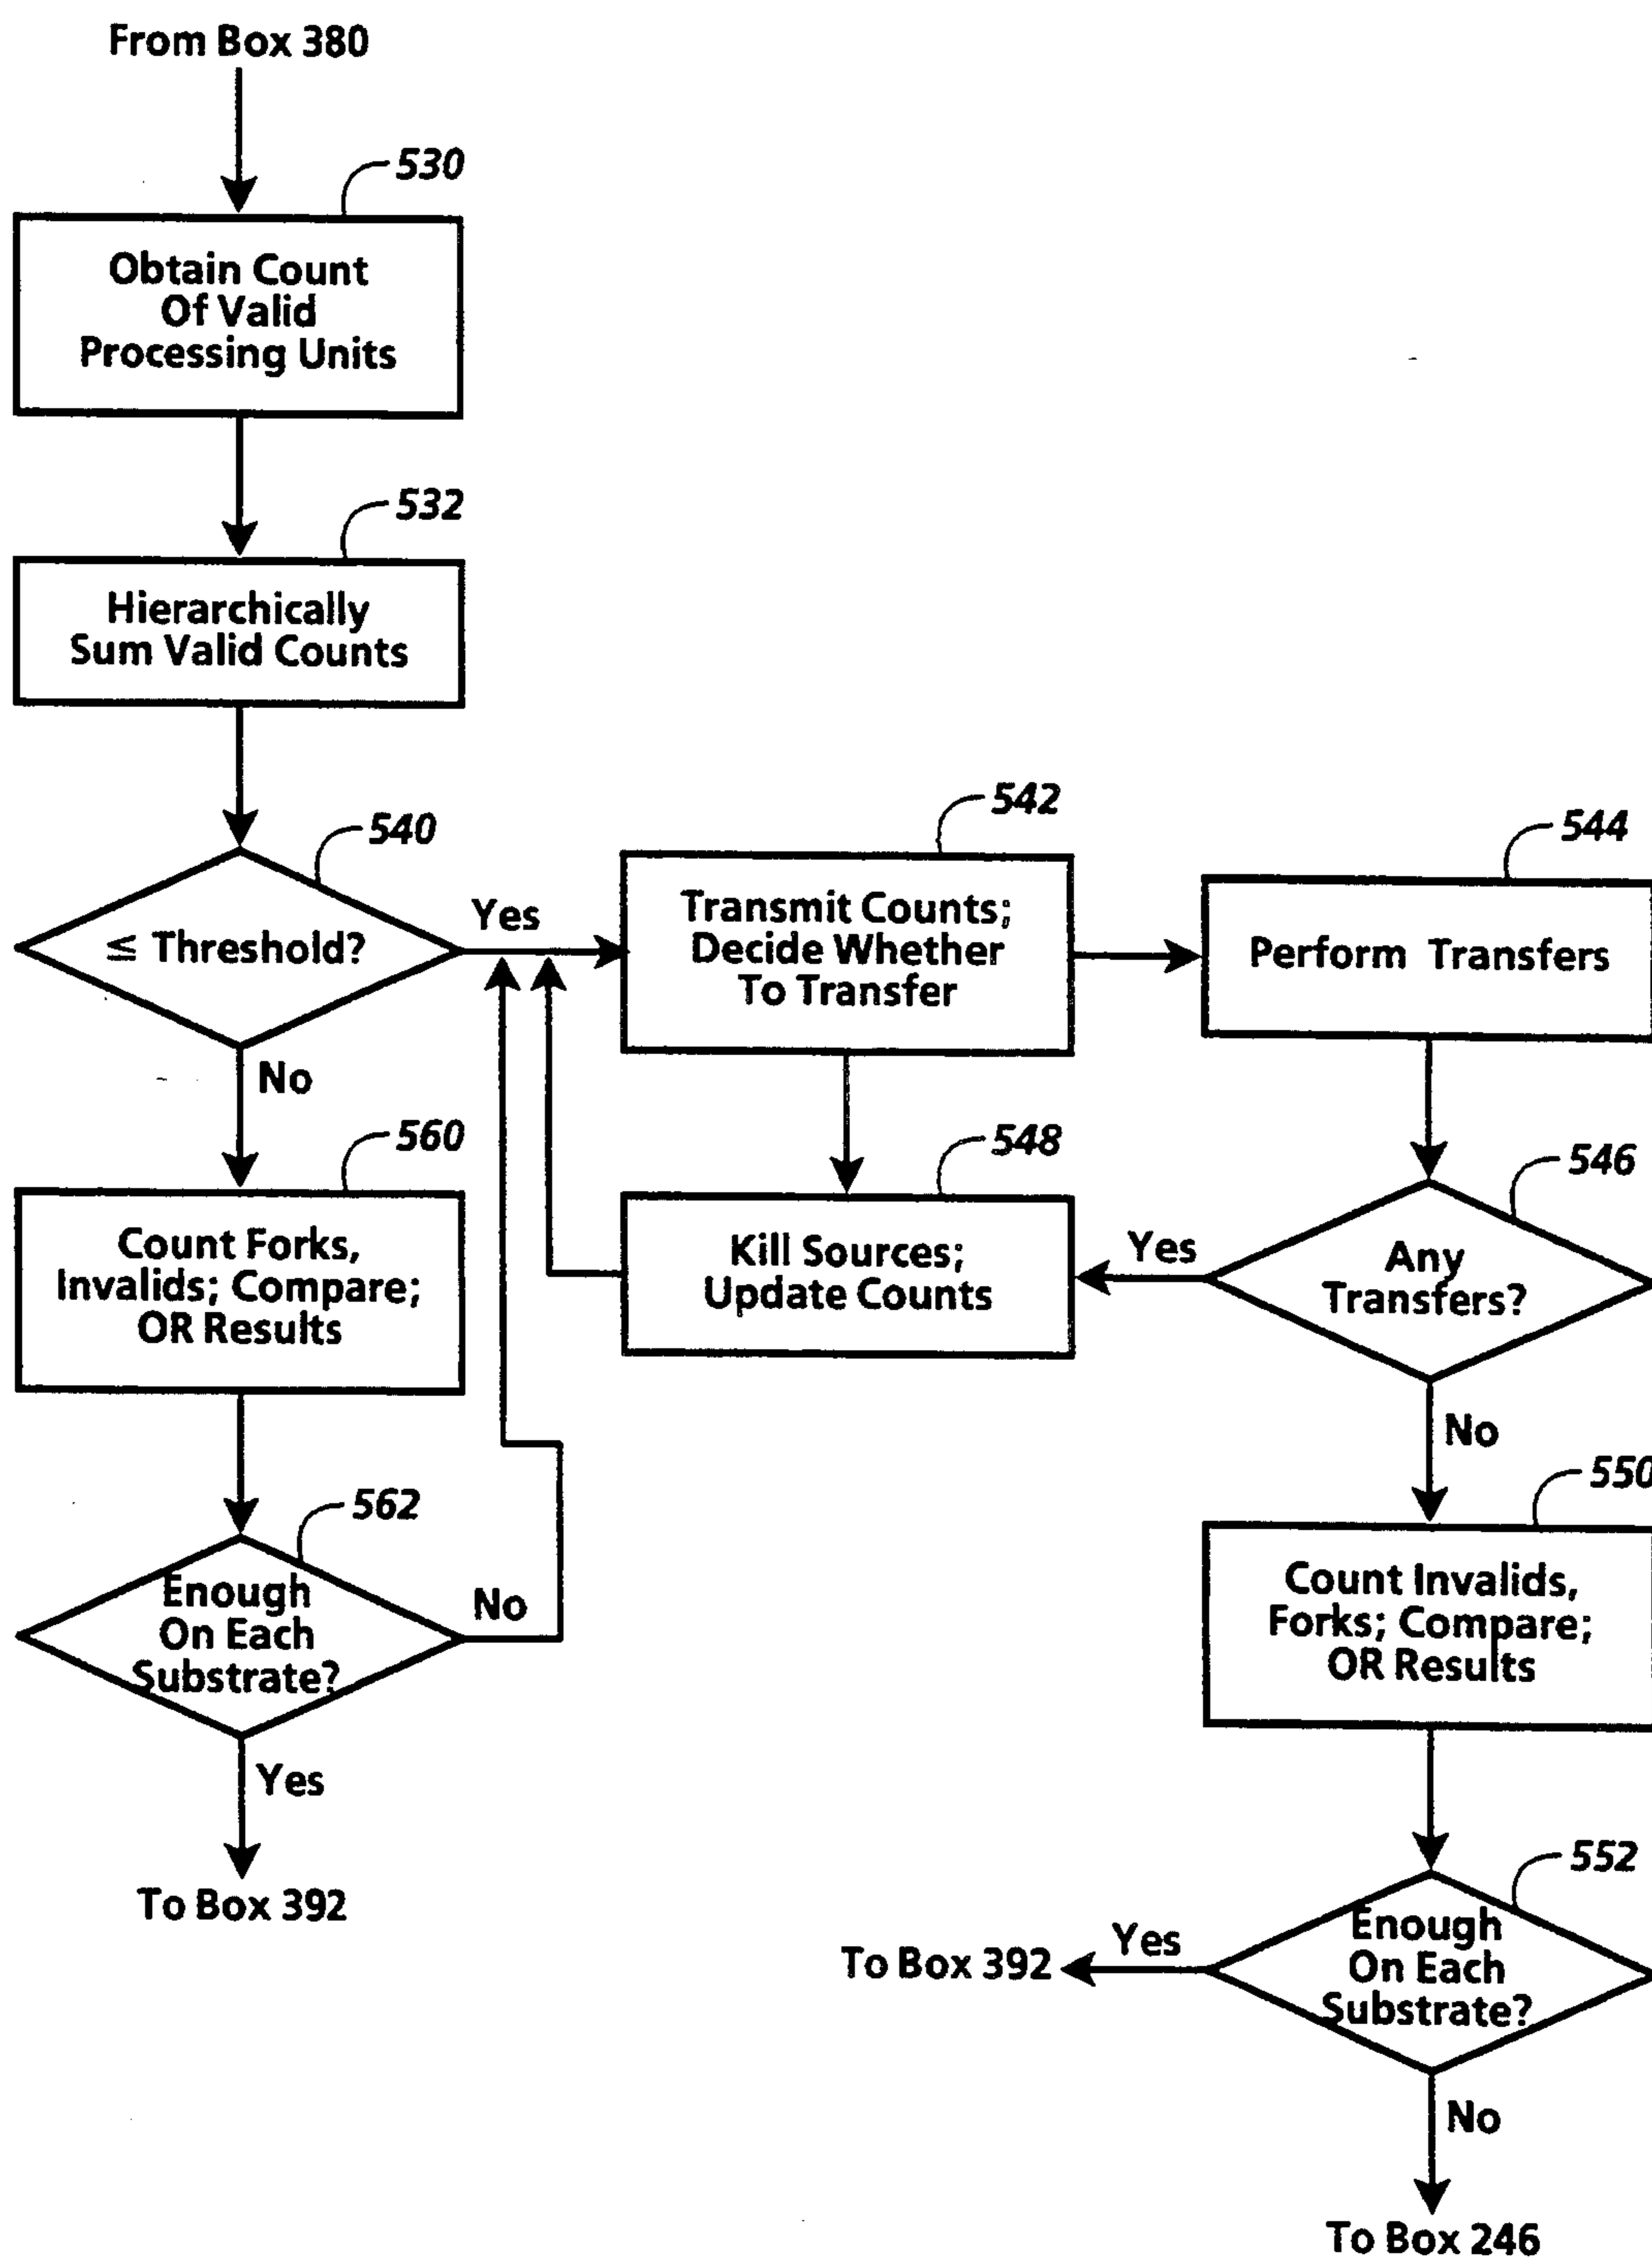 From Box 380
530
Obtain Count
Of Valid
Processing Units
532
Hierarchically
Sum Valid Counts
540
≤ Threshold?
Yes
No
542
Transmit Counts;
Decide Whether
To Transfer
544
Perform Transfers
560
Count Forks,
Invalids; Compare;
OR Results
548
Kill Sources;
Update Counts
546
Any
Transfers?
Yes
No
562
Enough
On Each
Substrate?
No
Yes
To Box 392
550
Count Invalids,
Forks; Compare;
OR Results
552
Enough
On Each
Substrate?
Yes
To Box 392
No
To Box 246